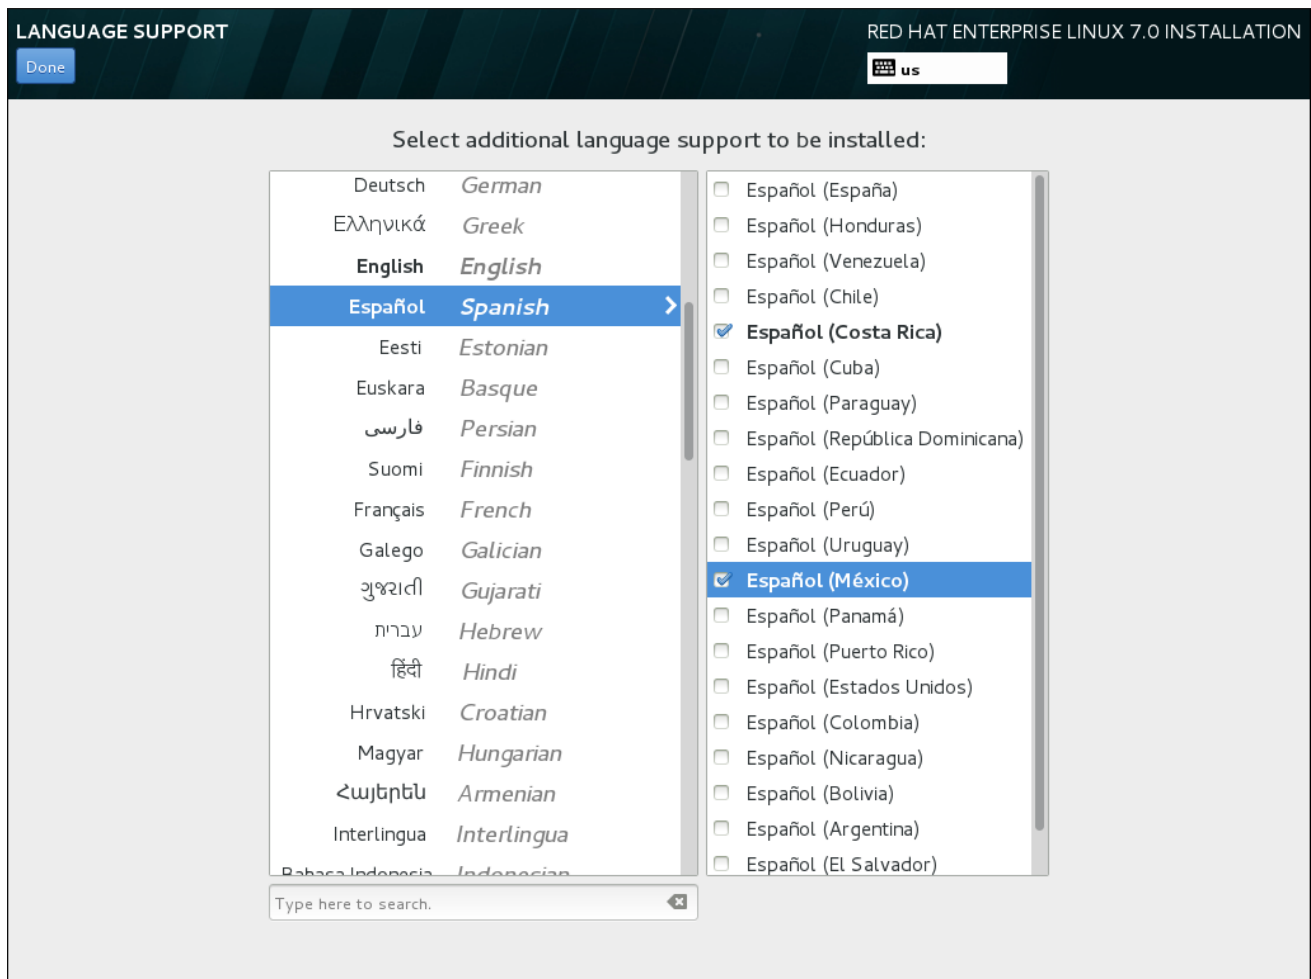 LANGUAGE SUPPORT
RED HAT ENTERPRISE LINUX 7.0 INSTALLATION
Done
us
Select additional language support to be installed:
Deutsch German
Ελληνικά Greek
English English
Español Spanish
Eesti Estonian
Euskara Basque
فارسی Persian
Suomi Finnish
Français French
Galego Galician
ગુજરાતી Gujarati
עברית Hebrew
हिंदी Hindi
Hrvatski Croatian
Magyar Hungarian
Հայերեն Armenian
Interlingua Interlingua
Bahasa Indonesia Indonesian
Type here to search.
Español (España)
Español (Honduras)
Español (Venezuela)
Español (Chile)
Español (Costa Rica)
Español (Cuba)
Español (Paraguay)
Español (República Dominicana)
Español (Ecuador)
Español (Perú)
Español (Uruguay)
Español (México)
Español (Panamá)
Español (Puerto Rico)
Español (Estados Unidos)
Español (Colombia)
Español (Nicaragua)
Español (Bolivia)
Español (Argentina)
Español (El Salvador)